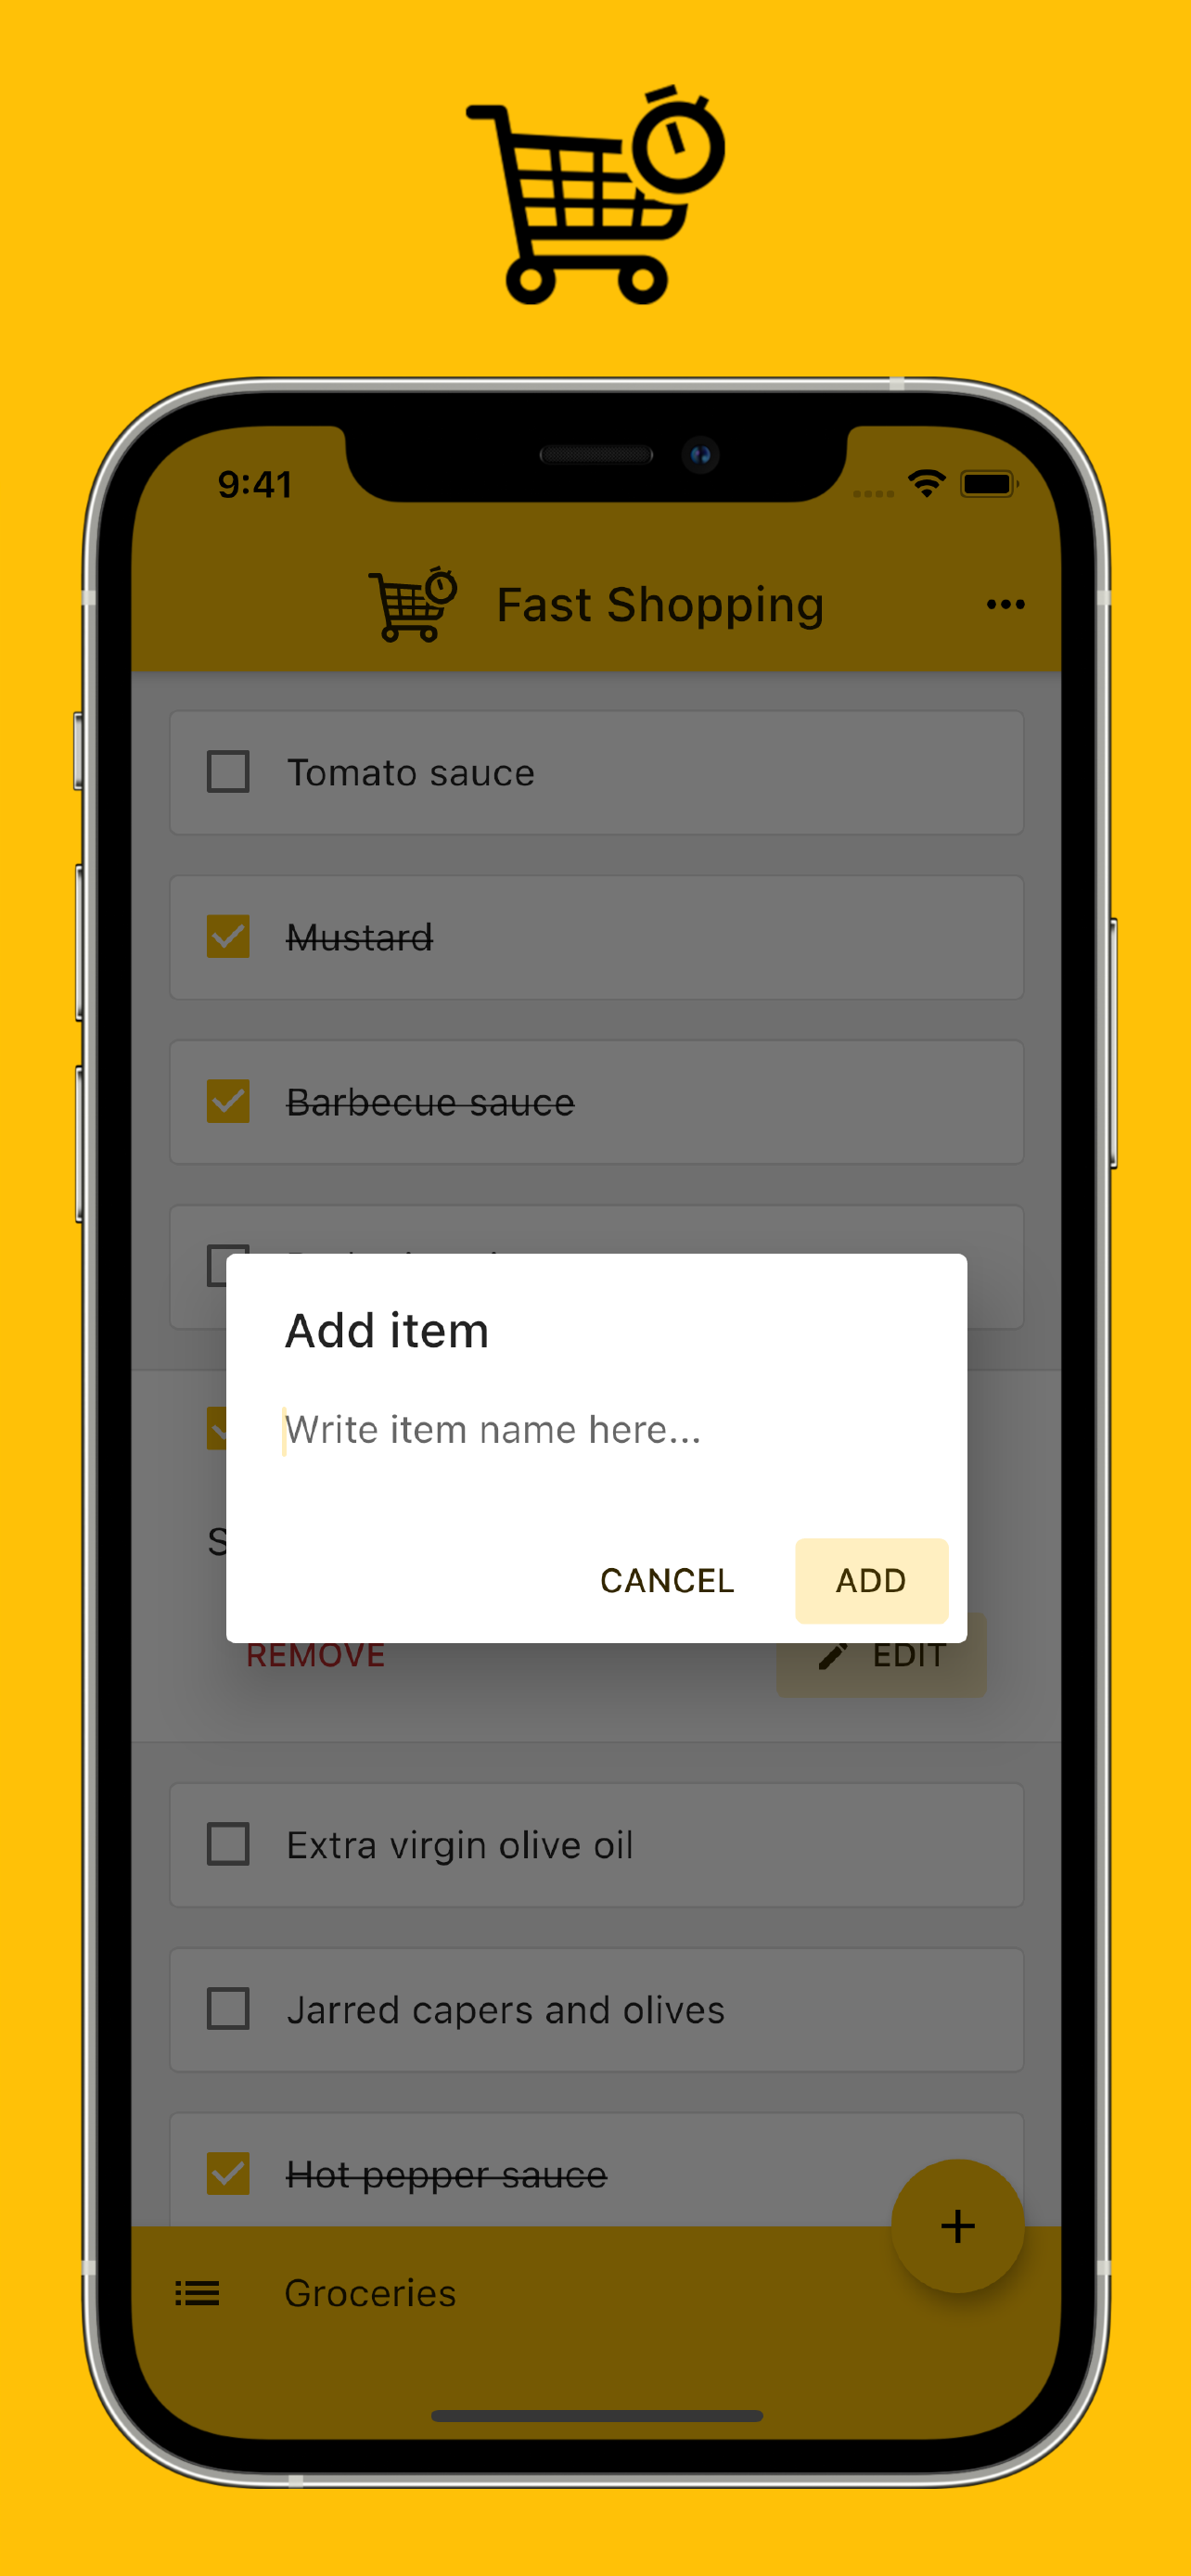 9:41
Fast Shopping
Tomato sauce
Mustard
Barbecue sauce
Add item
Write item name here...
CANCEL
ADD
REMOVE
EDIT
Extra virgin olive oil
Jarred capers and olives
Hot pepper sauce
Groceries